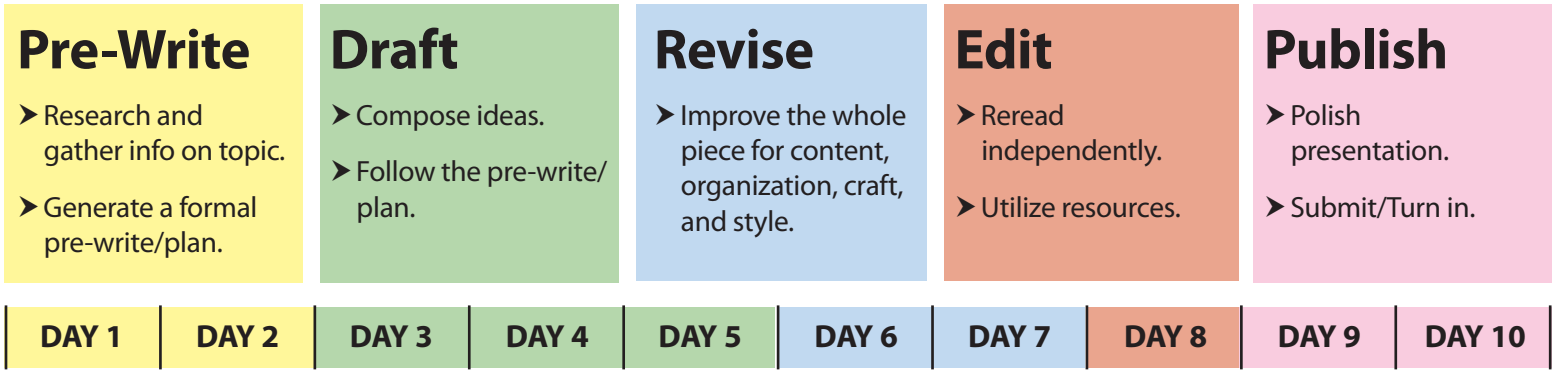 Pre-Write
➤ Research and
gather info on topic.
➤ Generate a formal
pre-write/plan.
Draft
➤ Compose ideas.
➤ Follow the pre-write/
plan.
Revise
➤ Improve the whole
piece for content,
organization, craft,
and style.
Edit
➤ Reread
independently.
➤ Utilize resources.
Publish
➤ Polish
presentation.
➤ Submit/Turn in.
DAY 1 DAY 2 DAY 3 DAY 4 DAY 5 DAY 6 DAY 7 DAY 8 DAY 9 DAY 10